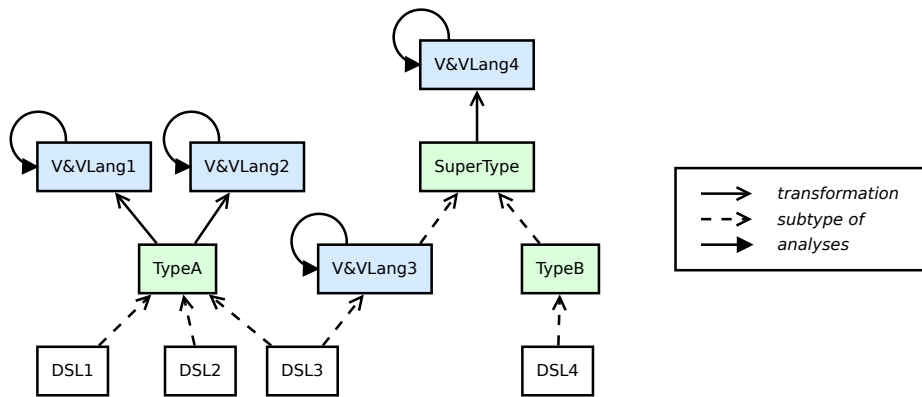 V&VLang4
V&VLang1
V&VLang2
SuperType
transformation
subtype of
analyses
TypeA
V&VLang3
TypeB
DSL1
DSL2
DSL3
DSL4